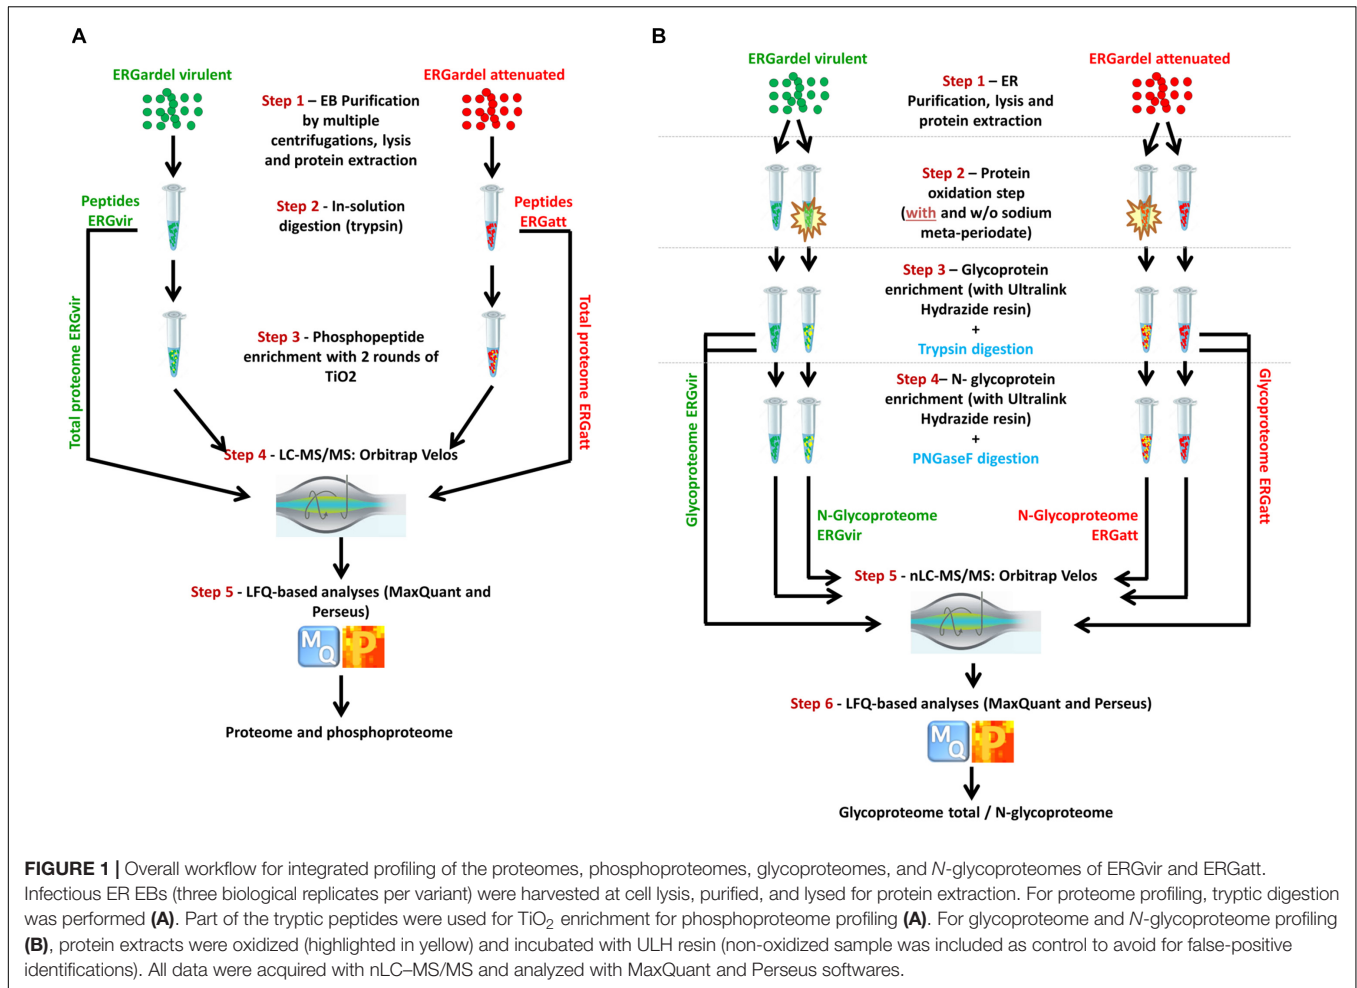 A
ERGardel virulent
ERGardel attenuated
Step 1 – EB Purification
by multiple
centrifugations, lysis
and protein extraction
Peptides
ERGvir
Step 2 - In-solution
digestion (trypsin)
Peptides
ERGatt
Total proteome ERGvir
Total proteome ERGatt
Step 3 - Phosphopeptide
enrichment with 2 rounds of
TiO2
Step 4 - LC-MS/MS: Orbitrap Velos
Step 5 - LFQ-based analyses (MaxQuant and
Perseus)
M
Q
P
Proteome and phosphoproteome
B
ERGardel virulent
ERGardel attenuated
Step 1 – ER
Purification, lysis and
protein extraction
Step 2 – Protein
oxidation step
(with and w/o sodium
meta-periodate)
Step 3 – Glycoprotein
enrichment (with Ultralink
Hydrazide resin)
+
Trypsin digestion
Step 4– N- glycoprotein
enrichment (with Ultralink
Hydrazide resin)
+
PNGaseF digestion
Glycoproteome ERGvir
Glycoproteome ERGatt
N-Glycoproteome
ERGvir
N-Glycoproteome
ERGatt
Step 5 - nLC-MS/MS: Orbitrap Velos
Step 6 - LFQ-based analyses (MaxQuant and Perseus)
M
Q
P
Glycoproteome total / N-glycoproteome
FIGURE 1 | Overall workflow for integrated profiling of the proteomes, phosphoproteomes, glycoproteomes, and N-glycoproteomes of ERGvir and ERGatt.
Infectious ER EBs (three biological replicates per variant) were harvested at cell lysis, purified, and lysed for protein extraction. For proteome profiling, tryptic digestion
was performed (A). Part of the tryptic peptides were used for TiO2 enrichment for phosphoproteome profiling (A). For glycoproteome and N-glycoproteome profiling
(B), protein extracts were oxidized (highlighted in yellow) and incubated with ULH resin (non-oxidized sample was included as control to avoid for false-positive
identifications). All data were acquired with nLC–MS/MS and analyzed with MaxQuant and Perseus softwares.